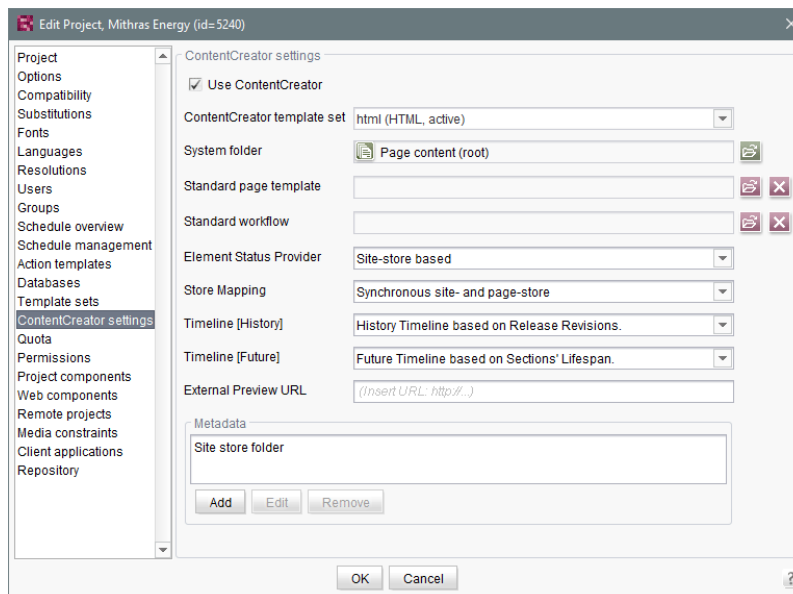 Edit Project, Mithras Energy (id=5240)
Project
Options
Compatibility
Substitutions
Fonts
Languages
Resolutions
Users
Groups
Schedule overview
Schedule management
Action templates
Databases
Template sets
ContentCreator settings
Quota
Permissions
Project components
Web components
Remote projects
Media constraints
Client applications
Repository
ContentCreator settings
Use ContentCreator
ContentCreator template set html (HTML, active)
System folder Page content (root)
Standard page template
Standard workflow
Element Status Provider Site-store based
Store Mapping Synchronous site- and page-store
Timeline [History] History Timeline based on Release Revisions.
Timeline [Future] Future Timeline based on Sections' Lifespan.
External Preview URL (Insert URL: http://...)
Metadata
Site store folder
Add Edit Remove
OK Cancel
?